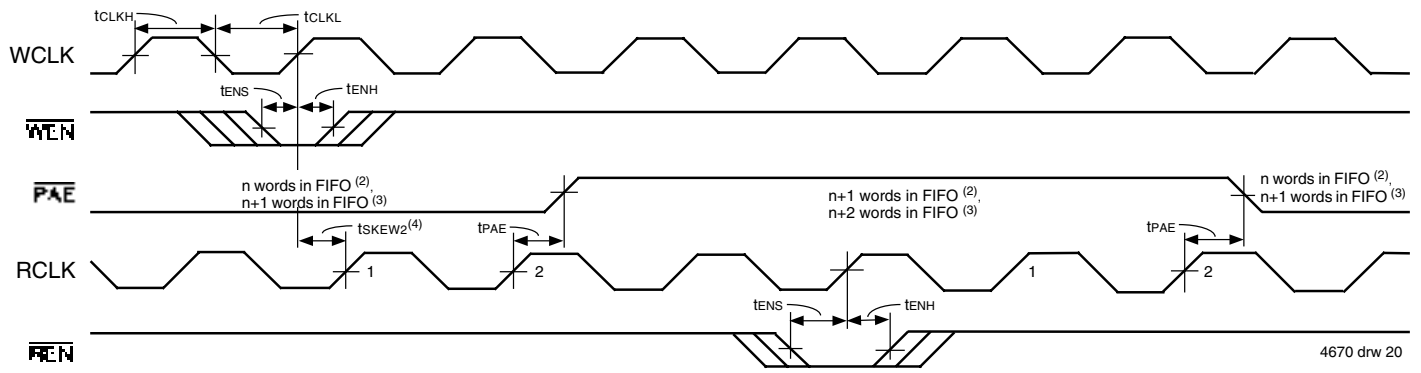 tCLKH tCLKL
WCLK
tENS tENH
WEN
PAE
n words in FIFO (2),
n+1 words in FIFO (3)
n+1 words in FIFO (2),
n+2 words in FIFO (3)
n words in FIFO (2),
n+1 words in FIFO (3)
tSKEW2(4) tPAE tPAE
RCLK 1 2 1 2
tENS tENH
REN
4670 drw 20